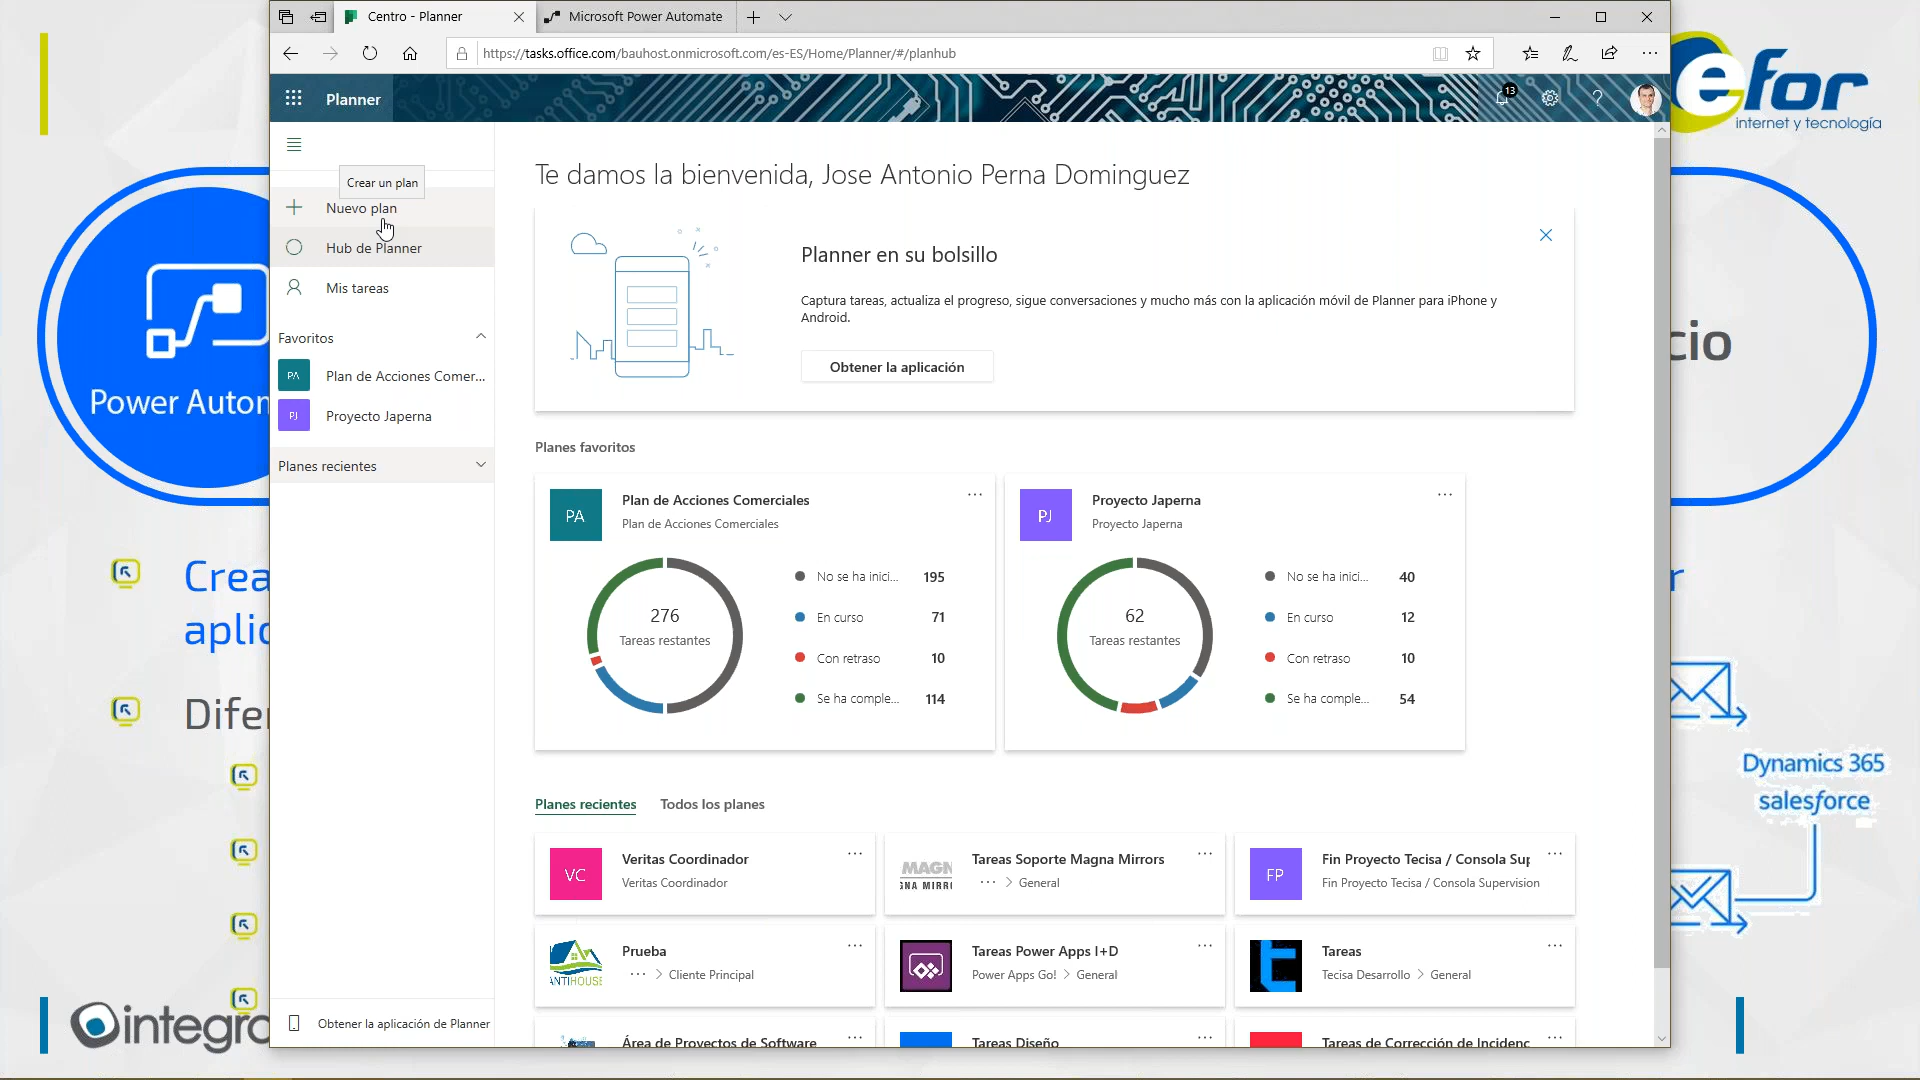 Centro - Planner
Microsoft Power Automate
https://tasks.office.com/bauhost.onmicrosoft.com/es-ES/Home/Planner/#/planhub
Planner
13
efor
internet y tecnología
Crear un plan
Nuevo plan
Hub de Planner
Mis tareas
Favoritos
PA
Plan de Acciones Comer...
PJ
Proyecto Japerna
Planes recientes
Obtener la aplicación de Planner
Te damos la bienvenida, Jose Antonio Perna Dominguez
Planner en su bolsillo
Captura tareas, actualiza el progreso, sigue conversaciones y mucho más con la aplicación móvil de Planner para iPhone y
Android.
Obtener la aplicación
Planes favoritos
PA
Plan de Acciones Comerciales
Plan de Acciones Comerciales
276
Tareas restantes
No se ha inici... 195
En curso 71
Con retraso 10
Se ha comple... 114
PJ
Proyecto Japerna
Proyecto Japerna
62
Tareas restantes
No se ha inici... 40
En curso 12
Con retraso 10
Se ha comple... 54
Planes recientes
Todos los planes
VC
Veritas Coordinador
Veritas Coordinador
MAGN
GNA MIRR
Tareas Soporte Magna Mirrors
··· > General
FP
Fin Proyecto Tecisa / Consola Sup
Fin Proyecto Tecisa / Consola Supervision
ANTIHOUSE
Prueba
··· > Cliente Principal
Tareas Power Apps I+D
Power Apps Go! > General
Tareas
Tecisa Desarrollo > General
Área de Proyectos de Software
Tareas Diseño
Tareas de Corrección de Incidenc
Power Autom
Crea
aplic
Difer
integro
cio
r
Dynamics 365
salesforce